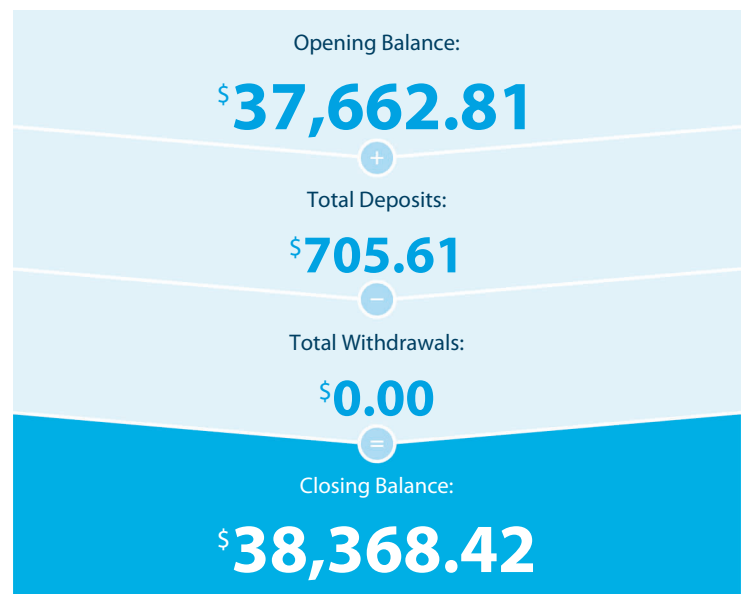 Opening Balance:
$37,662.81
+
Total Deposits:
$705.61
−
Total Withdrawals:
$0.00
=
Closing Balance:
$38,368.42